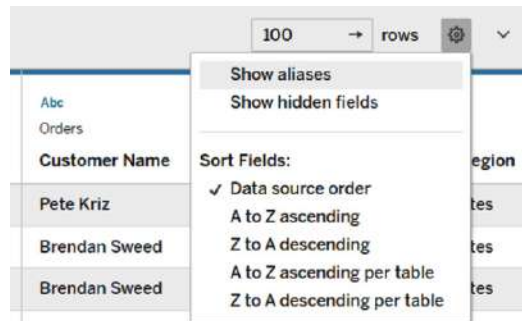 100 → rows
Show aliases
Show hidden fields
Abc
Orders
Customer Name
Sort Fields:
egion
✓ Data source order
Pete Kriz
tes
A to Z ascending
Z to A descending
Brendan Sweed
tes
A to Z ascending per table
Brendan Sweed
tes
Z to A descending per table